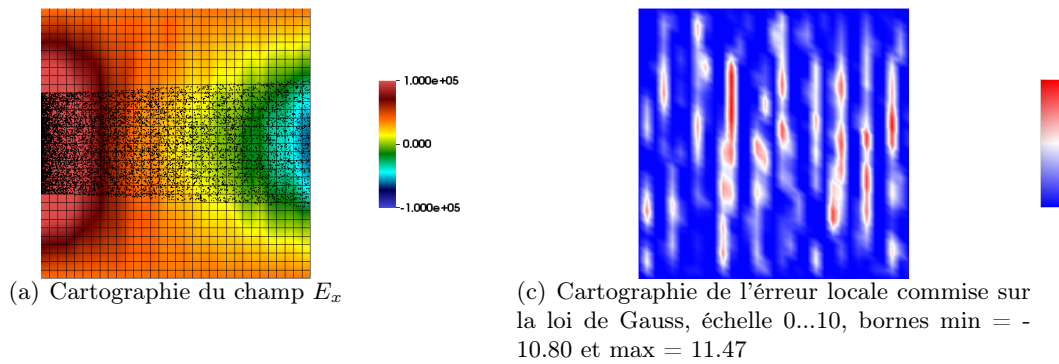 1.000e+05
0.000
-1.000e+05
(a) Cartographie du champ E_x
(c) Cartographie de l'érreur locale commise sur
la loi de Gauss, échelle 0...10, bornes min = -
10.80 et max = 11.47